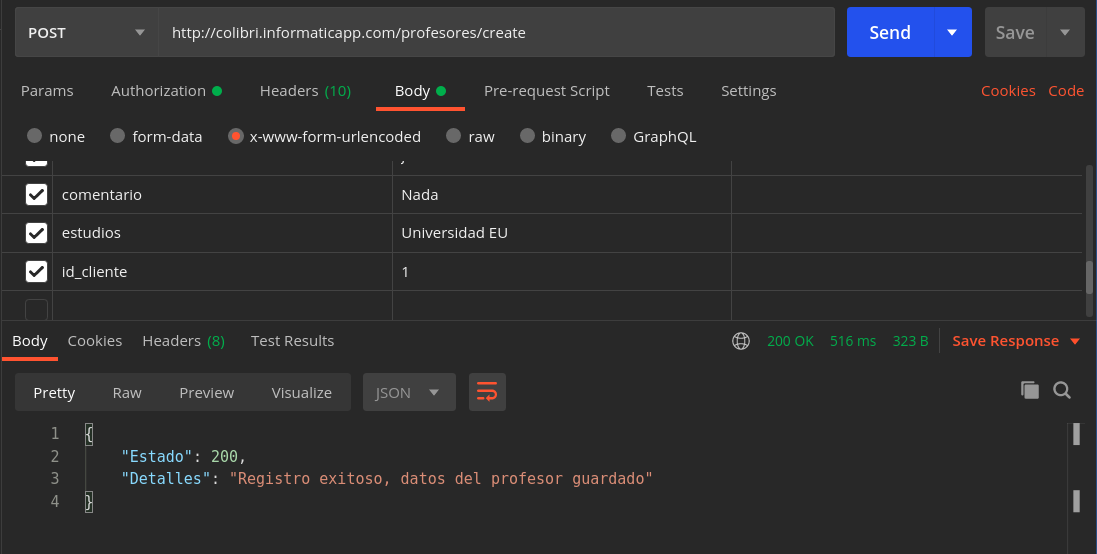 POST http://colibri.informaticapp.com/profesores/create Send Save
Params Authorization Headers (10) Body Pre-request Script Tests Settings Cookies Code
none form-data x-www-form-urlencoded raw binary GraphQL
comentario Nada
estudios Universidad EU
id_cliente 1
Body Cookies Headers (8) Test Results 200 OK 516 ms 323 B Save Response
Pretty Raw Preview Visualize JSON
1 {
2 "Estado": 200,
3 "Detalles": "Registro exitoso, datos del profesor guardado"
4 }